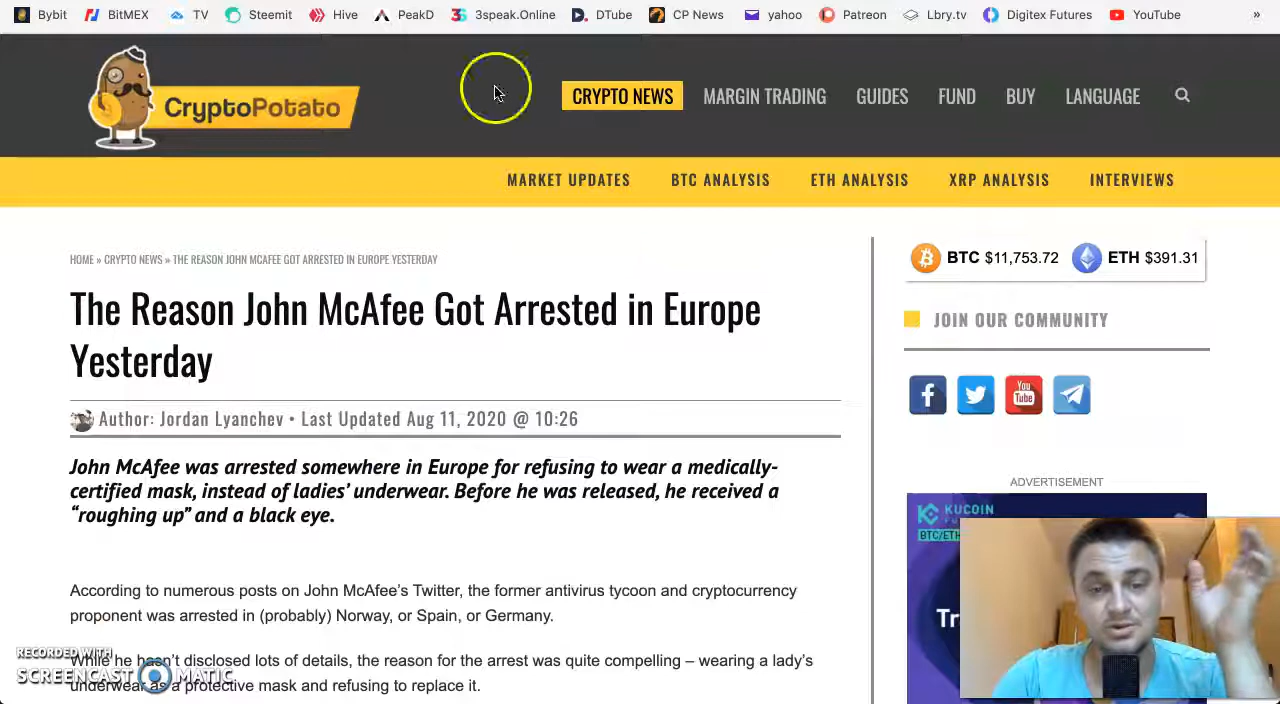 Bybit BitMEX TV Steemit Hive PeakD 3speak.Online DTube CP News yahoo Patreon Lbry.tv Digitex Futures YouTube »
CryptoPotato
CRYPTO NEWS MARGIN TRADING GUIDES FUND BUY LANGUAGE
MARKET UPDATES BTC ANALYSIS ETH ANALYSIS XRP ANALYSIS INTERVIEWS
HOME » CRYPTO NEWS » THE REASON JOHN MCAFEE GOT ARRESTED IN EUROPE YESTERDAY
The Reason John McAfee Got Arrested in Europe
Yesterday
Author: Jordan Lyanchev • Last Updated Aug 11, 2020 @ 10:26
John McAfee was arrested somewhere in Europe for refusing to wear a medically-
certified mask, instead of ladies’ underwear. Before he was released, he received a
“roughing up” and a black eye.
According to numerous posts on John McAfee’s Twitter, the former antivirus tycoon and cryptocurrency
proponent was arrested in (probably) Norway, or Spain, or Germany.
While he hasn’t disclosed lots of details, the reason for the arrest was quite compelling – wearing a lady’s
underwear as a protective mask and refusing to replace it.
BTC $11,753.72 ETH $391.31
JOIN OUR COMMUNITY
You
Tube
ADVERTISEMENT
KUCOIN
BTC/ETH
RECORDED WITH
SCREENCAST MATIC